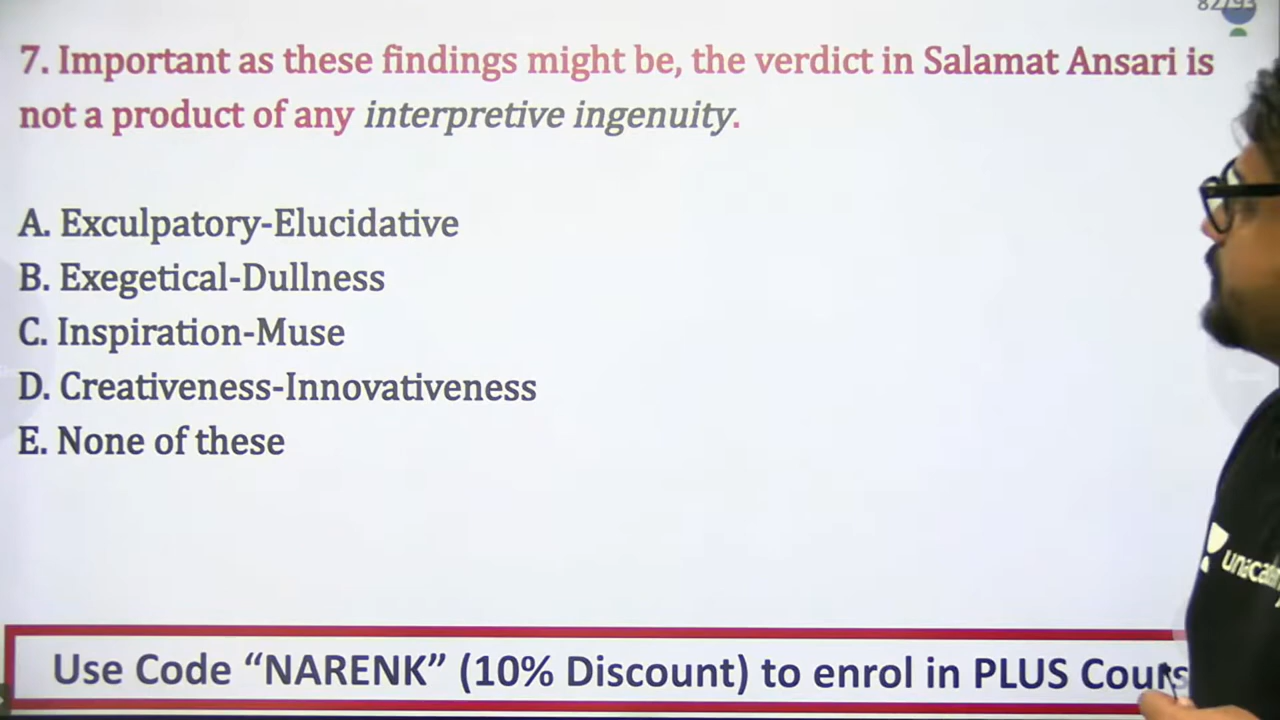 82/93
7. Important as these findings might be, the verdict in Salamat Ansari is
not a product of any interpretive ingenuity.
A. Exculpatory-Elucidative
B. Exegetical-Dullness
C. Inspiration-Muse
D. Creativeness-Innovativeness
E. None of these
Use Code “NARENK” (10% Discount) to enrol in PLUS Cours